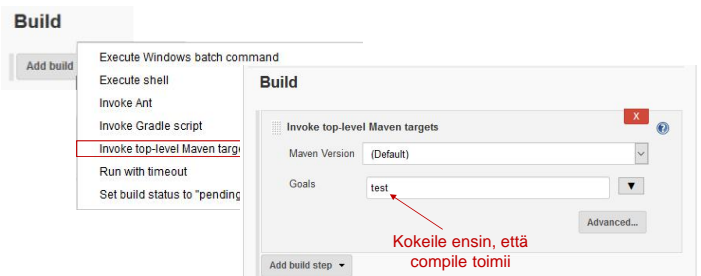 Build
Add build
Execute Windows batch command
Execute shell
Invoke Ant
Invoke Gradle script
Invoke top-level Maven targe
Run with timeout
Set build status to "pending
Build
X
Invoke top-level Maven targets
Maven Version (Default)
Goals test
Advanced...
Kokeile ensin, että
compile toimii
Add build step